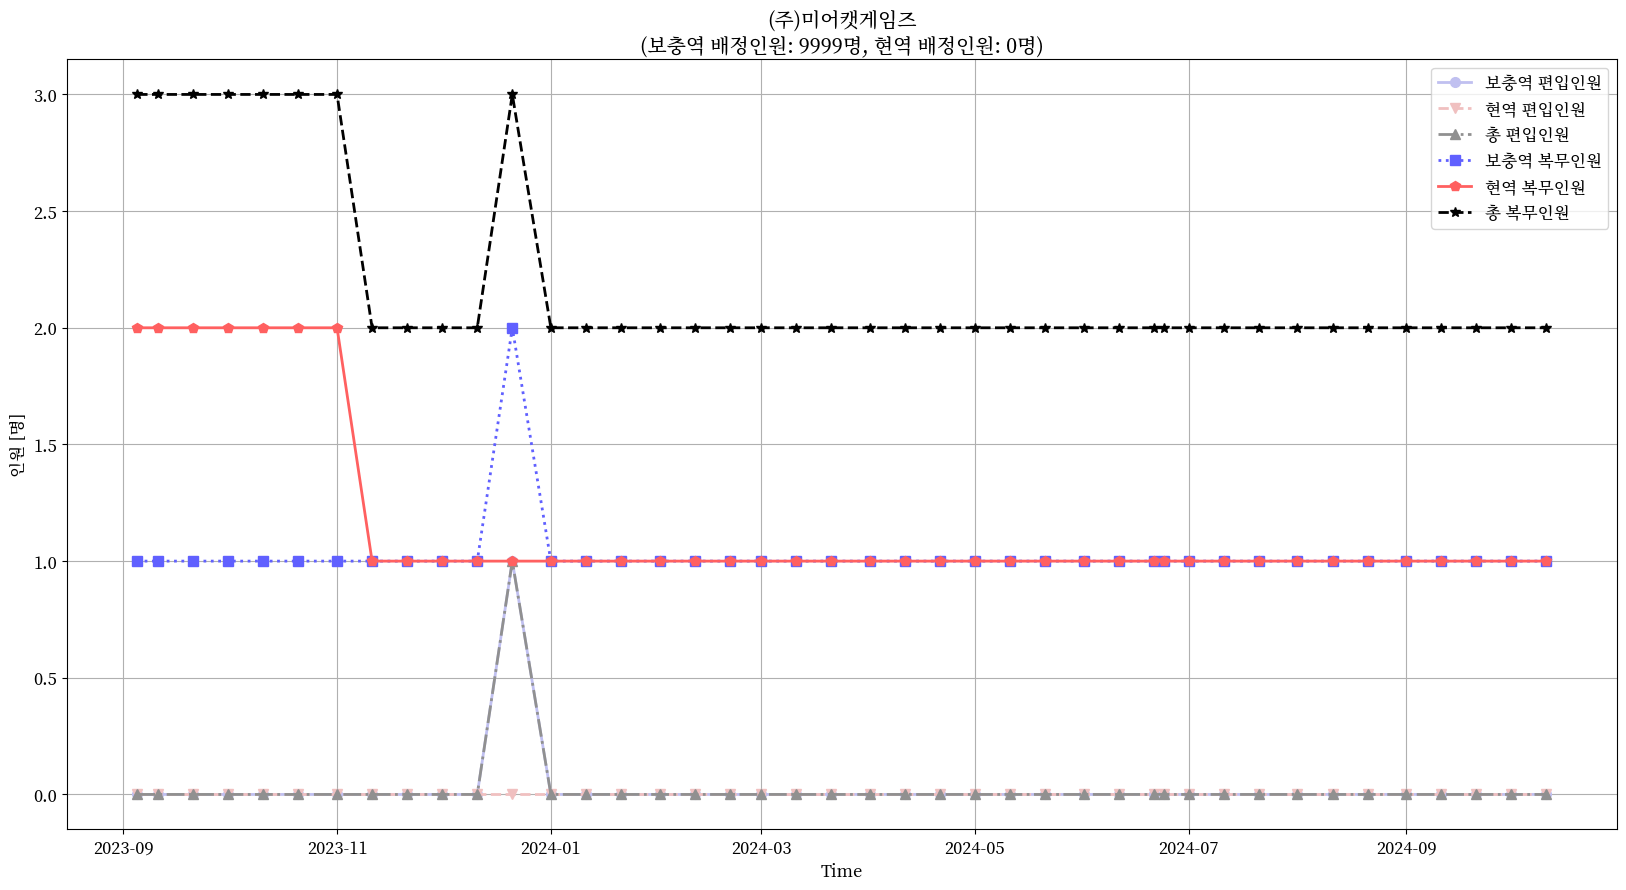 (주)미어캣게임즈
(보충역 배정인원: 9999명, 현역 배정인원: 0명)
보충역 편입인원
현역 편입인원
총 편입인원
보충역 복무인원
현역 복무인원
총 복무인원
인원 [명]
3.0
2.5
2.0
1.5
1.0
0.5
0.0
2023-09
2023-11
2024-01
2024-03
2024-05
2024-07
2024-09
Time